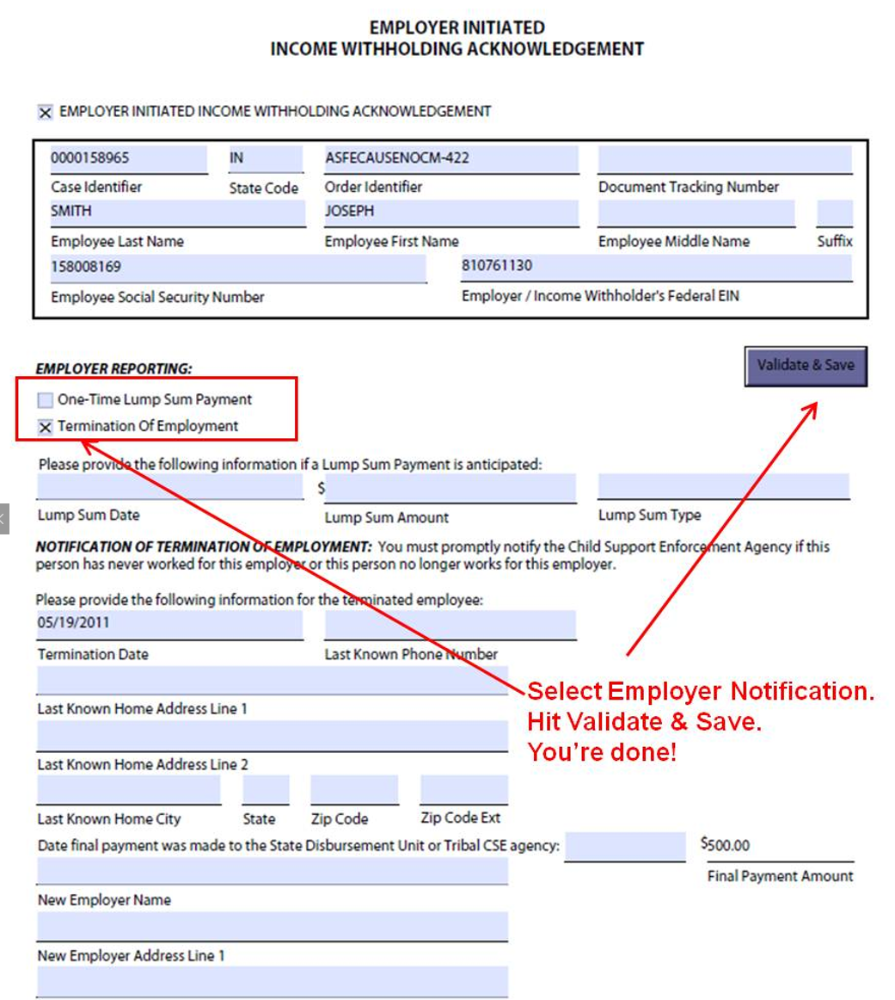 EMPLOYER INITIATED
INCOME WITHHOLDING ACKNOWLEDGEMENT
EMPLOYER INITIATED INCOME WITHHOLDING ACKNOWLEDGEMENT
0000158965 IN ASFECAUSENOCM-422
Case Identifier State Code Order Identifier Document Tracking Number
SMITH JOSEPH
Employee Last Name Employee First Name Employee Middle Name Suffix
158008169 810761130
Employee Social Security Number Employer / Income Withholder's Federal EIN
EMPLOYER REPORTING: Validate & Save
One-Time Lump Sum Payment
Termination Of Employment
Please provide the following information if a Lump Sum Payment is anticipated:
$
Lump Sum Date Lump Sum Amount Lump Sum Type
NOTIFICATION OF TERMINATION OF EMPLOYMENT: You must promptly notify the Child Support Enforcement Agency if this
person has never worked for this employer or this person no longer works for this employer.
Please provide the following information for the terminated employee:
05/19/2011
Termination Date Last Known Phone Number
Select Employer Notification.
Hit Validate & Save.
You're done!
Last Known Home Address Line 1
Last Known Home Address Line 2
Last Known Home City State Zip Code Zip Code Ext
Date final payment was made to the State Disbursement Unit or Tribal CSE agency: $500.00
Final Payment Amount
New Employer Name
New Employer Address Line 1